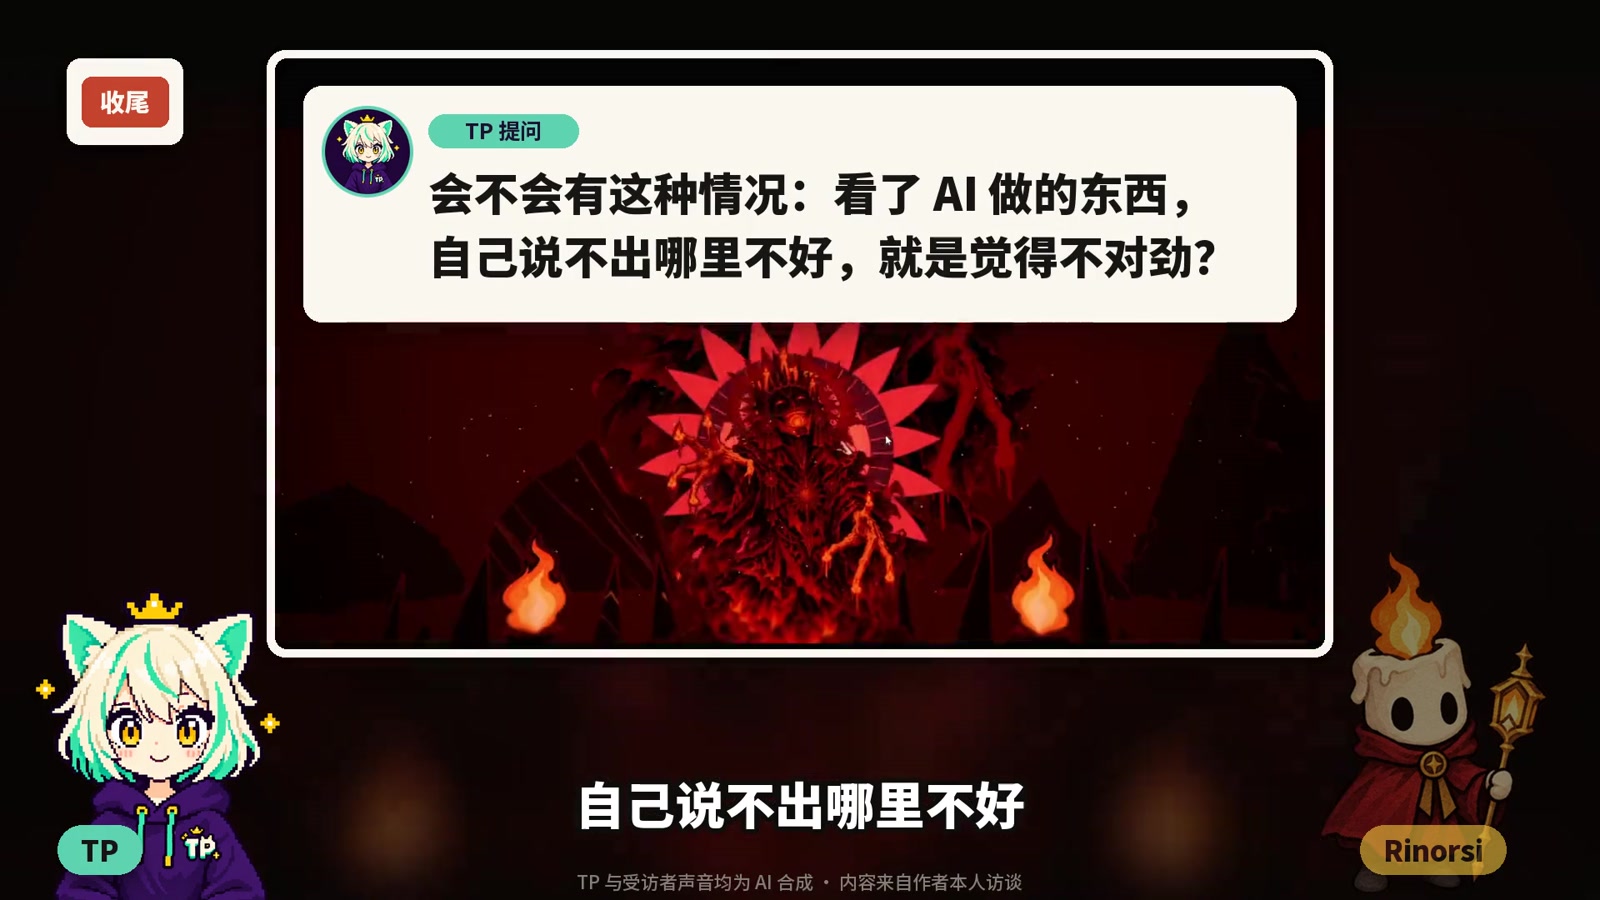 收尾
TP 提问
会不会有这种情况：看了 AI 做的东西，
自己说不出哪里不好，就是觉得不对劲？
自己说不出哪里不好
TP
TP
Rinorsi
TP 与受访者声音均为 AI 合成 · 内容来自作者本人访谈